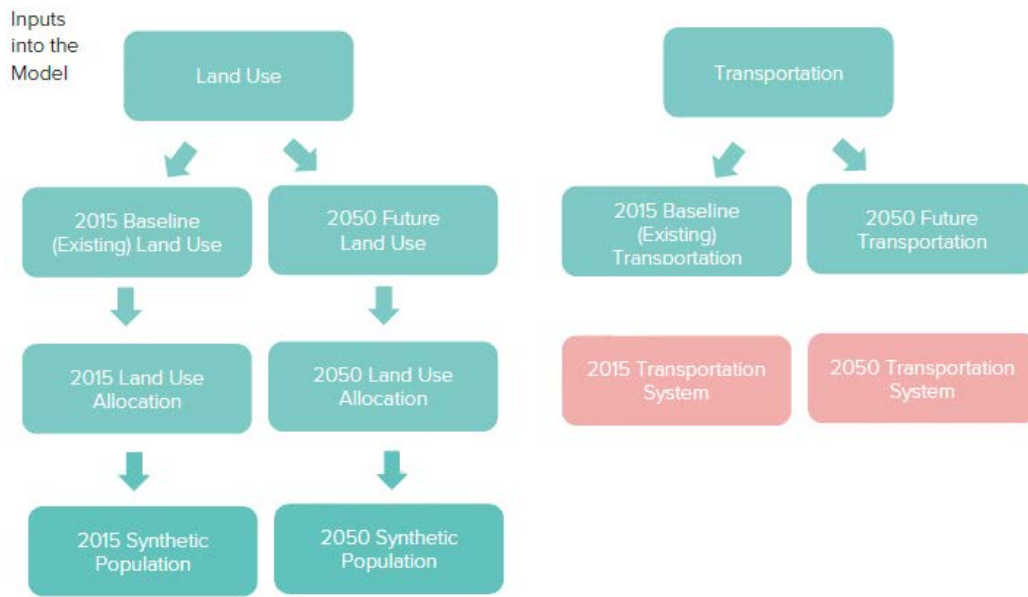 Inputs
into the
Model
Land Use
Transportation
2015 Baseline
(Existing) Land Use
2050 Future
Land Use
2015 Baseline
(Existing)
Transportation
2050 Future
Transportation
2015 Land Use
Allocation
2050 Land Use
Allocation
2015 Transportation
System
2050 Transportation
System
2015 Synthetic
Population
2050 Synthetic
Population